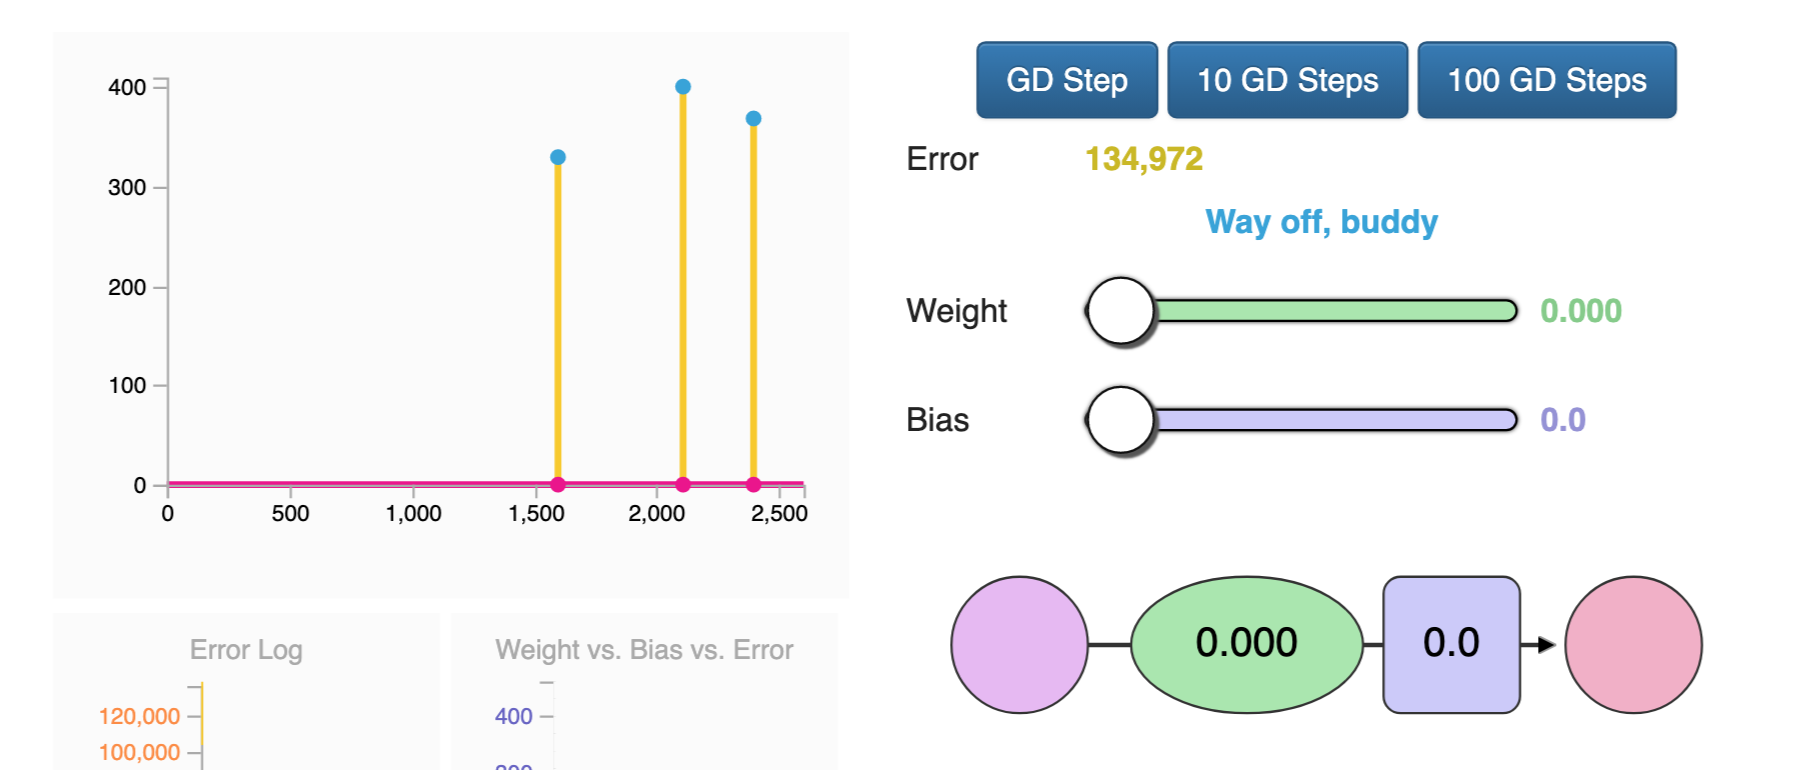 400
300
200
100
0
0 500 1,000 1,500 2,000 2,500
GD Step 10 GD Steps 100 GD Steps
Error 134,972
Way off, buddy
Weight 0.000
Bias 0.0
0.000 0.0
Error Log
120,000
100,000
Weight vs. Bias vs. Error
400